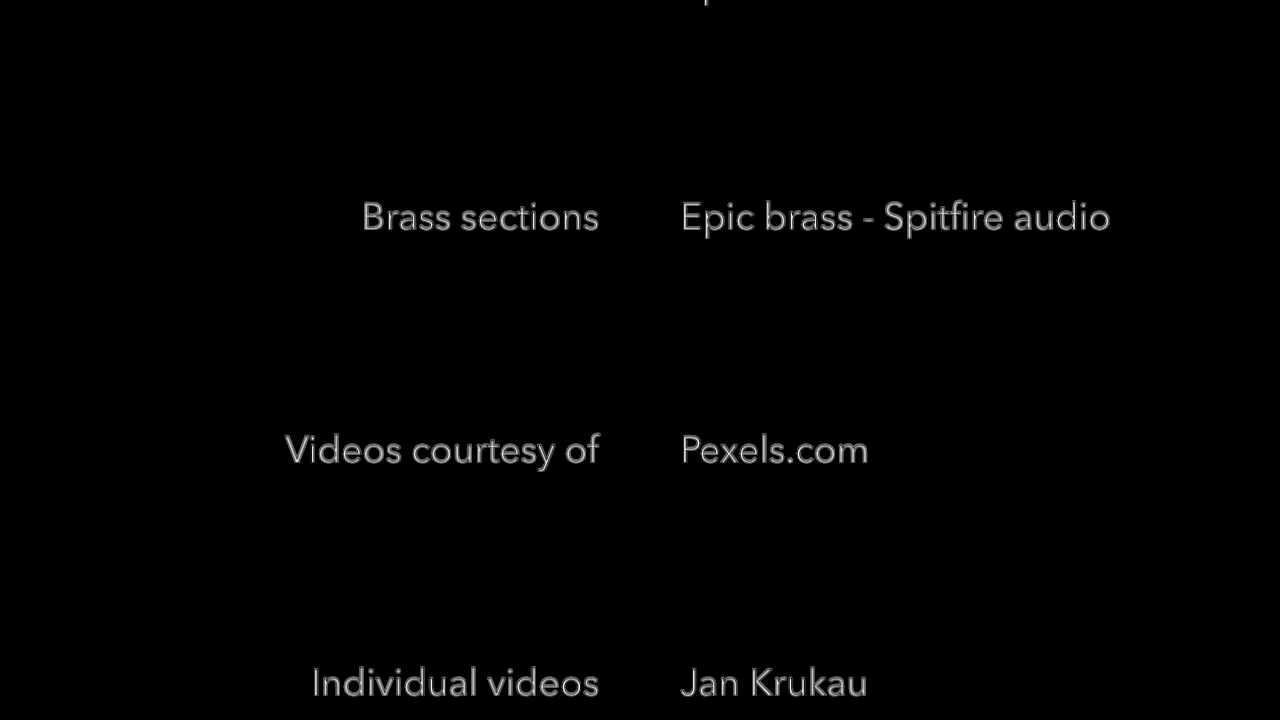 Brass sections Epic brass - Spitfire audio
Videos courtesy of Pexels.com
Individual videos Jan Krukau